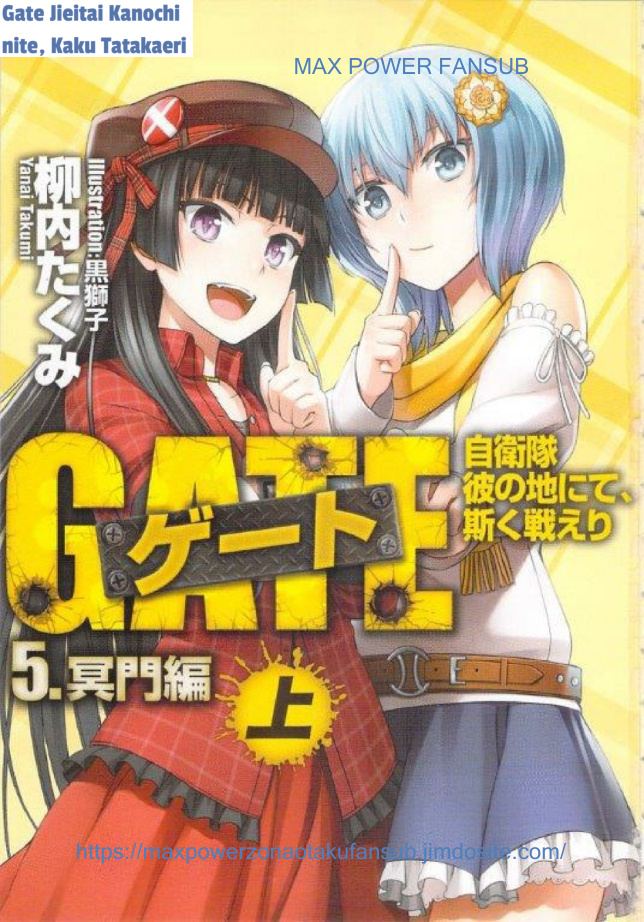 Gate Jieitai Kanochi
nite, Kaku Tatakaeri
MAX POWER FANSUB
柳内たくみ
Yanai Takumi
Illustration:黒獅子
GATE
ゲート
自衛隊
彼の地にて、
斯く戦えり
5.冥門編
上
https://maxpowerzonaotakufansub.jimdosite.com/